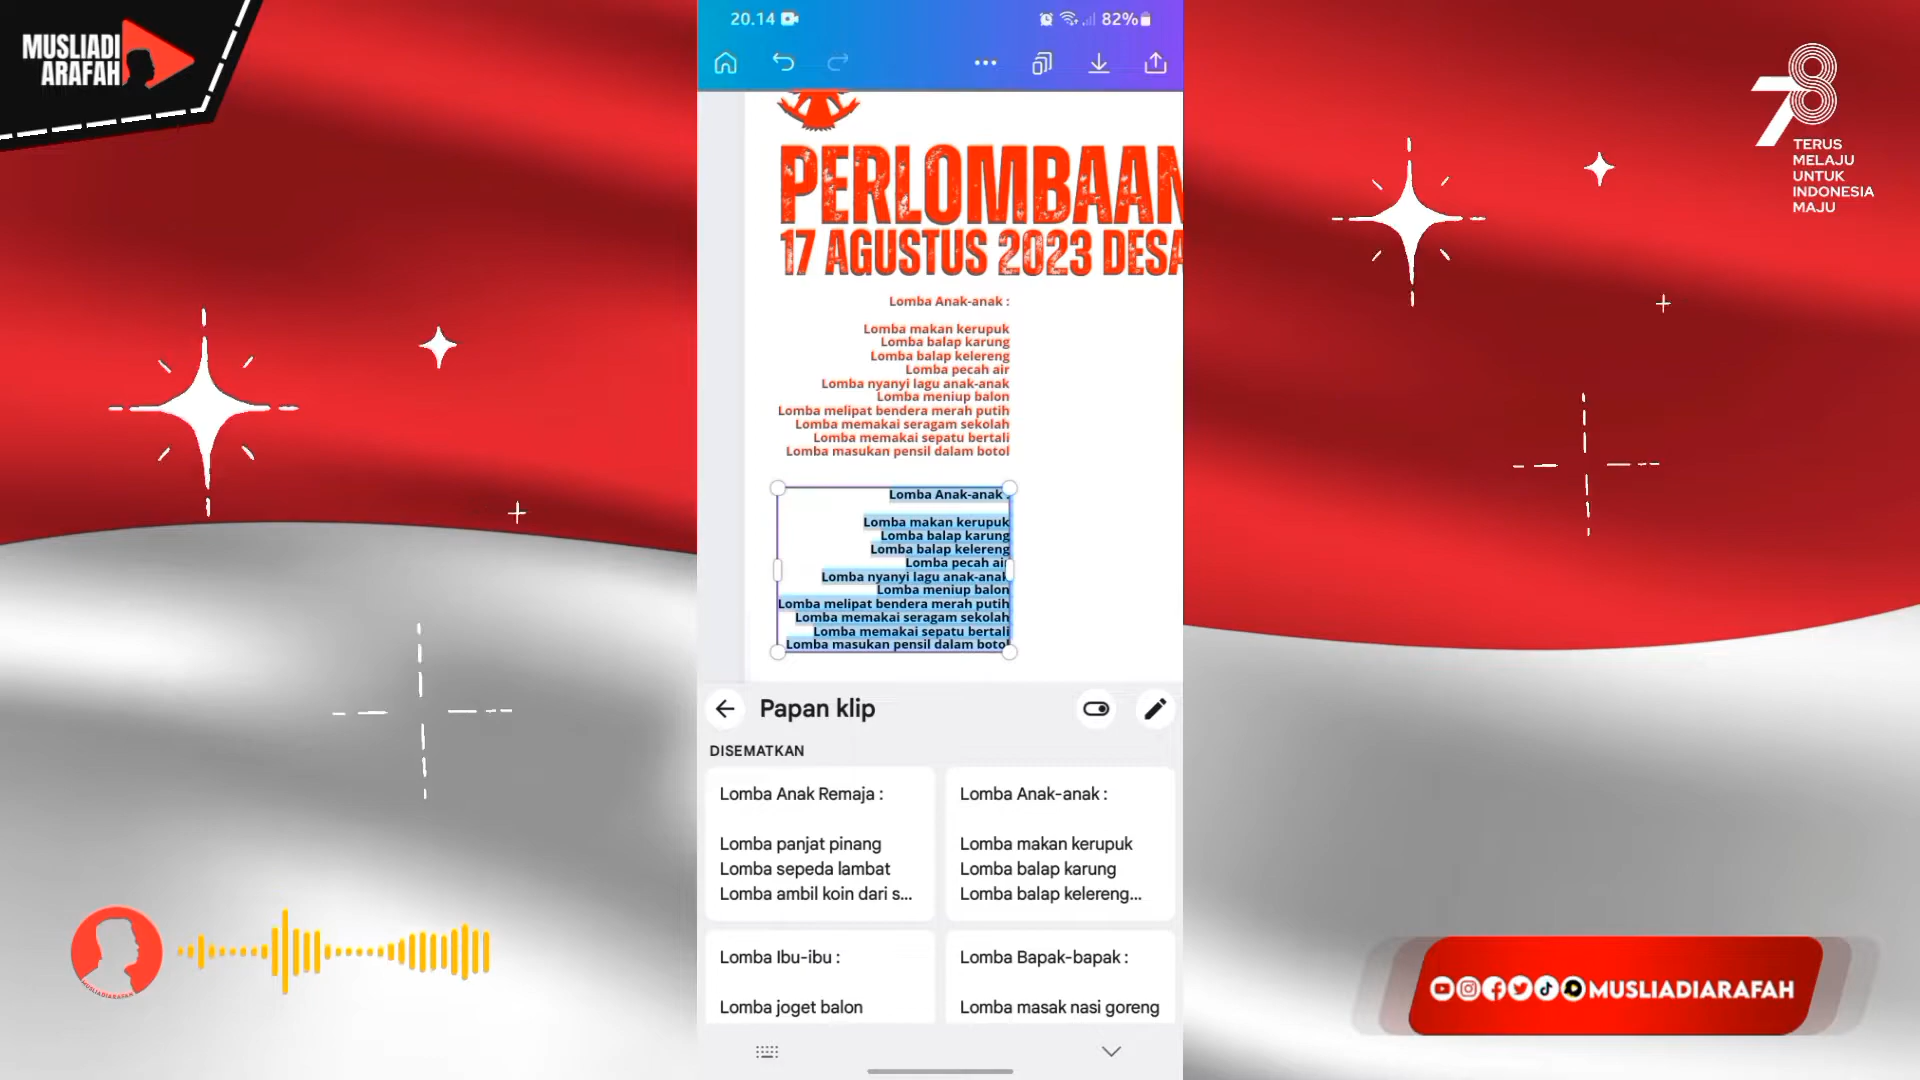 MUSLIADI
ARAFAH
20.14
82%
PERLOMBAAN
17 AGUSTUS 2023 DESA
Lomba Anak-anak :
Lomba makan kerupuk
Lomba balap karung
Lomba balap kelereng
Lomba pecah air
Lomba nyanyi lagu anak-anak
Lomba meniup balon
Lomba melipat bendera merah putih
Lomba memakai seragam sekolah
Lomba memakai sepatu bertali
Lomba masukan pensil dalam botol
Lomba Anak-anak :
Lomba makan kerupuk
Lomba balap karung
Lomba balap kelereng
Lomba pecah air
Lomba nyanyi lagu anak-anak
Lomba meniup balon
Lomba melipat bendera merah putih
Lomba memakai seragam sekolah
Lomba memakai sepatu bertali
Lomba masukan pensil dalam botol
Papan klip
DISEMATKAN
Lomba Anak Remaja :
Lomba panjat pinang
Lomba sepeda lambat
Lomba ambil koin dari s...
Lomba Anak-anak :
Lomba makan kerupuk
Lomba balap karung
Lomba balap kelereng...
Lomba Ibu-ibu :
Lomba joget balon
Lomba Bapak-bapak :
Lomba masak nasi goreng
78
TERUS
MELAJU
UNTUK
INDONESIA
MAJU
MUSLIADIARAFAH
MUSLIADIARAFAH